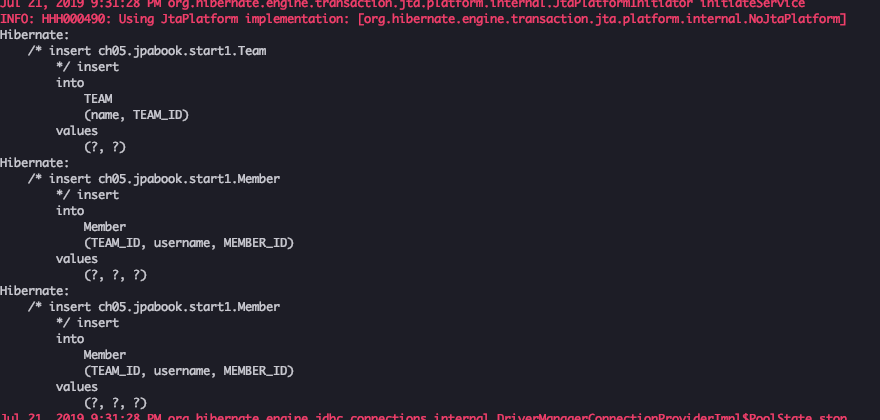 Jul 21, 2019 9:31:28 PM org.hibernate.engine.transaction.jta.platform.internal.JtaPlatformInitiator initiateService
INFO: HHH000490: Using JtaPlatform implementation: [org.hibernate.engine.transaction.jta.platform.internal.NoJtaPlatform]
Hibernate:
/* insert ch05.jpabook.start1.Team
*/ insert
into
TEAM
(name, TEAM_ID)
values
(?, ?)
Hibernate:
/* insert ch05.jpabook.start1.Member
*/ insert
into
Member
(TEAM_ID, username, MEMBER_ID)
values
(?, ?, ?)
Hibernate:
/* insert ch05.jpabook.start1.Member
*/ insert
into
Member
(TEAM_ID, username, MEMBER_ID)
values
(?, ?, ?)
Jul 21, 2019 9:31:28 PM org.hibernate.engine.jdbc.connections.internal.DriverManagerConnectionProviderImpl$PoolState stop